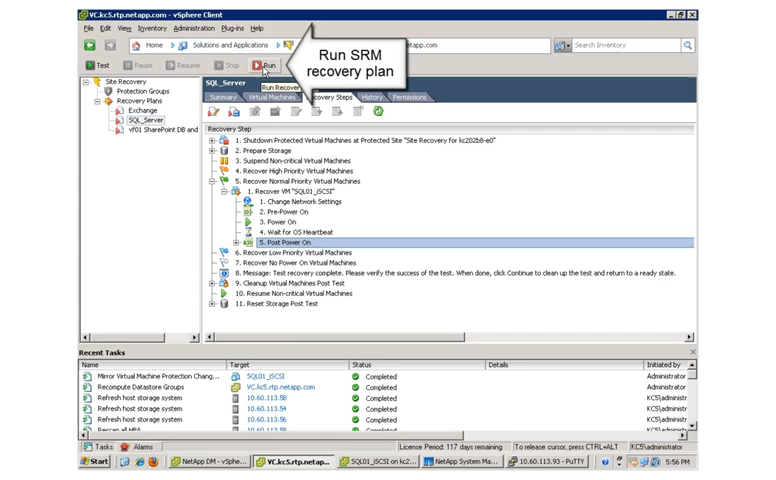 VC.kc5.rtp.netapp.com - vSphere Client
File Edit View Inventory Administration Plug-ins Help
Home Solutions and Applications etapp.com Search Inventory
Test Pause Resume Stop Run
Run SRM
recovery plan
Run Recover
Site Recovery
Protection Groups
Recovery Plans
Exchange
SQL_Server
vf01 SharePoint DB and
SQL_Server
Summary Virtual Machines Recovery Steps History Permissions
Recovery Step
1. Shutdown Protected Virtual Machines at Protected Site "Site Recovery for kc202b8-e0"
2. Prepare Storage
3. Suspend Non-critical Virtual Machines
4. Recover High Priority Virtual Machines
5. Recover Normal Priority Virtual Machines
1. Recover VM "SQL01_iSCSI"
1. Change Network Settings
2. Pre-Power On
3. Power On
4. Wait for OS Heartbeat
5. Post Power On
6. Recover Low Priority Virtual Machines
7. Recover No Power On Virtual Machines
8. Message: Test recovery complete. Please verify the success of the test. When done, click Continue to clean up the test and return to a ready state.
9. Cleanup Virtual Machines Post Test
10. Resume Non-critical Virtual Machines
11. Reset Storage Post Test
Recent Tasks
Name Target Status Details Initiated by
Mirror Virtual Machine Protection Chang... SQL01_iSCSI Completed Administrator
Recompute Datastore Groups VC.kc5.rtp.netapp.com Completed Administrator
Refresh host storage system 10.60.113.58 Completed KC5\administr
Refresh host storage system 10.60.113.54 Completed KC5\administr
Refresh host storage system 10.60.113.56 Completed KC5\administr
Rescan all HBA Completed
Tasks Alarms License Period: 117 days remaining To release cursor, press CTRL+ALT KC5\administrator
Start NetApp DM - vSphe... VC.kc5.rtp.netap... SQL01_iSCSI on kc2... NetApp System Ma... 10.60.113.93 - PuTTY 5:56 PM